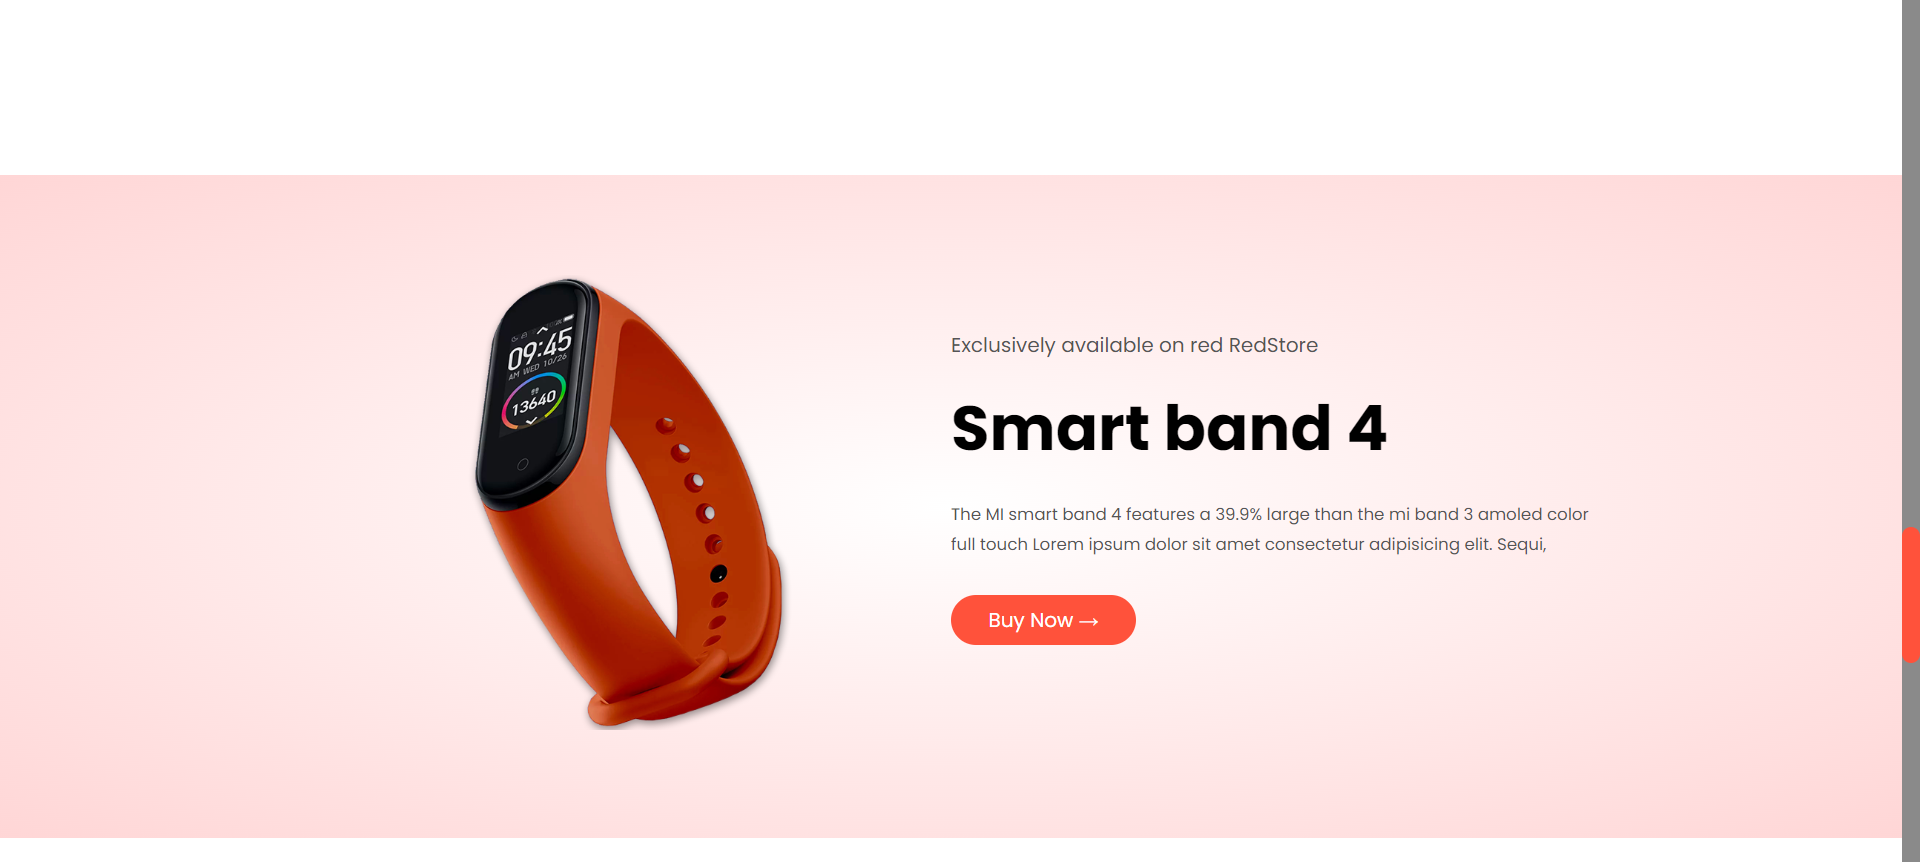 09:45
AM WED 10/26
13640
Exclusively available on red RedStore
Smart band 4
The MI smart band 4 features a 39.9% large than the mi band 3 amoled color
full touch Lorem ipsum dolor sit amet consectetur adipisicing elit. Sequi,
Buy Now →